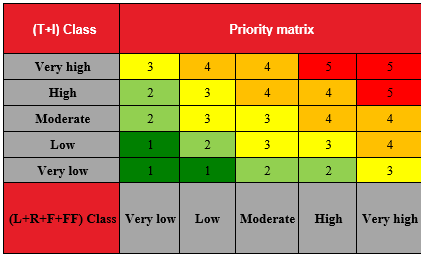 (T+I) Class Priority matrix
Very high 3 4 4 5 5
High 2 3 4 4 5
Moderate 2 3 3 4 4
Low 1 2 3 3 4
Very low 1 1 2 2 3
(L+R+F+FF) Class Very low Low Moderate High Very high